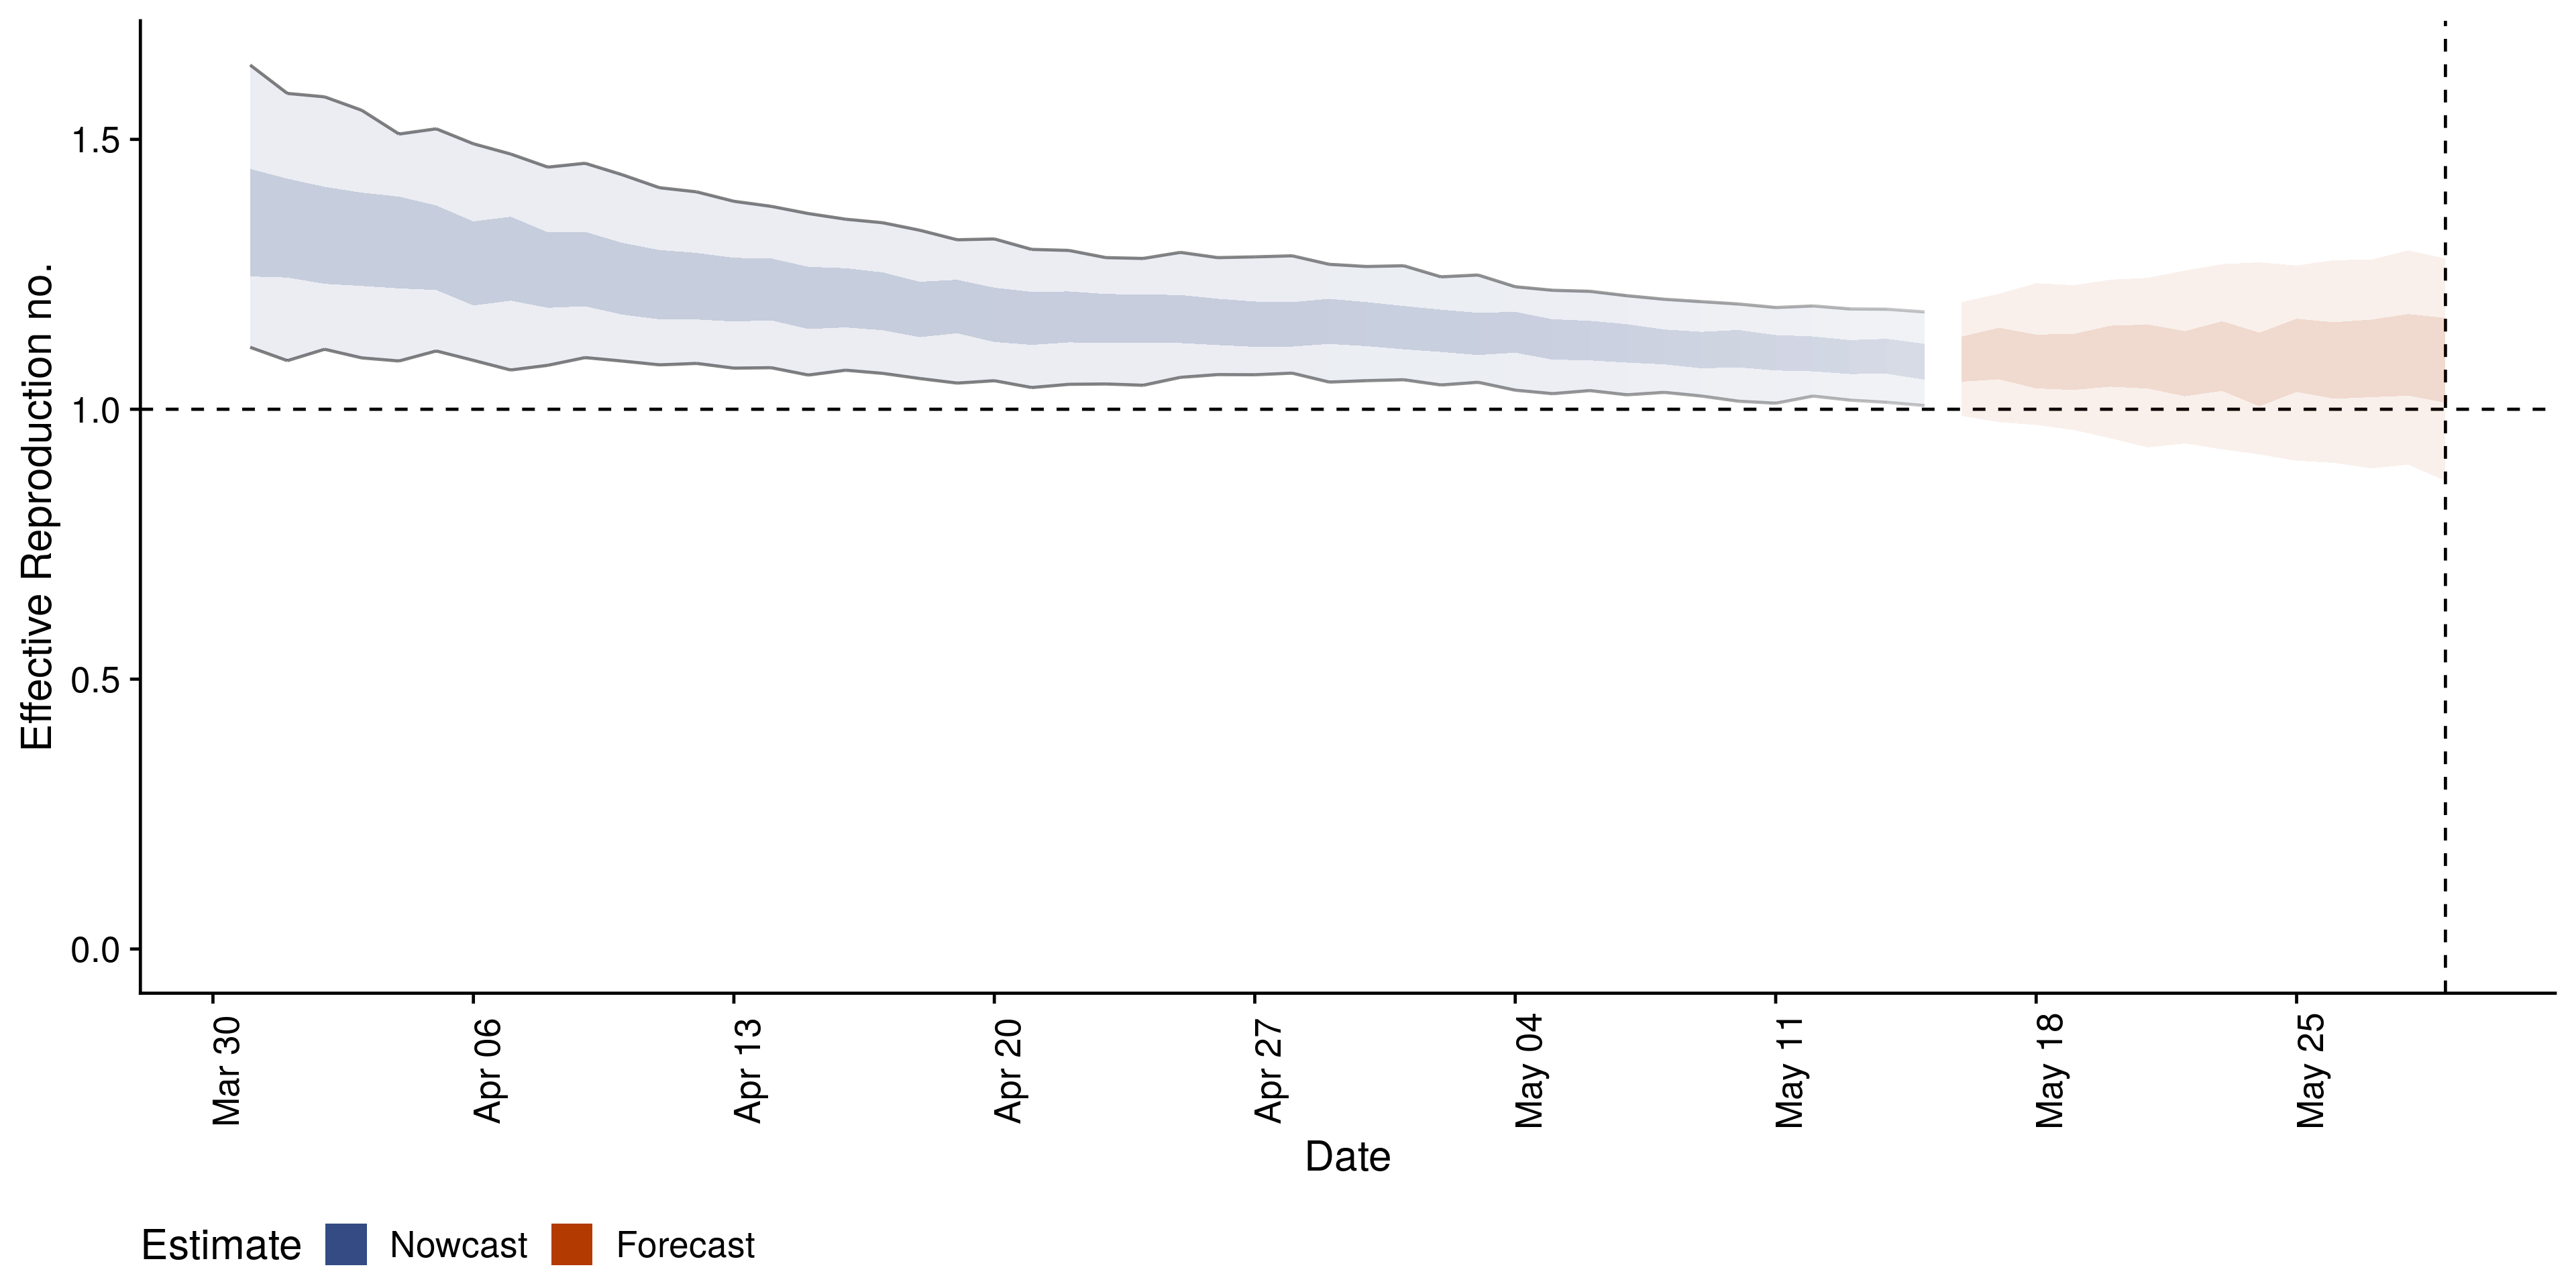 Effective Reproduction no.
1.5
1.0
0.5
0.0
Mar 30
Apr 06
Apr 13
Apr 20
Apr 27
May 04
May 11
May 18
May 25
Date
Estimate Nowcast Forecast